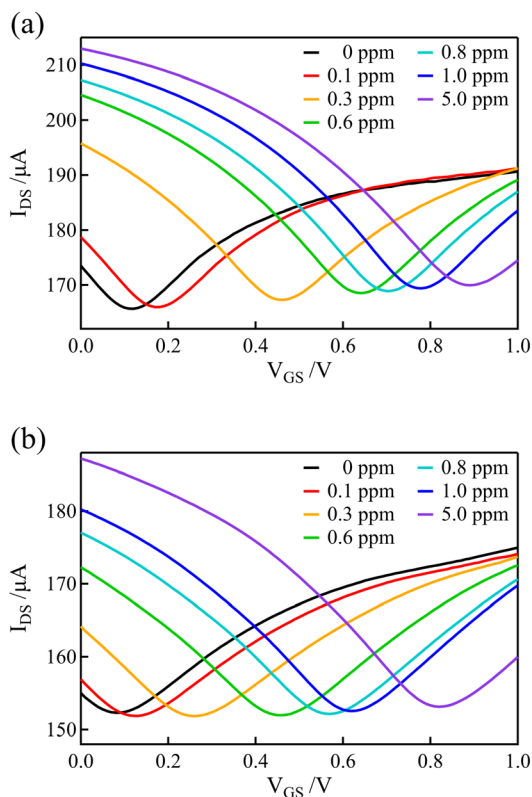 (a)
210
200
190
180
170
I_DS /μA
0 ppm
0.1 ppm
0.3 ppm
0.6 ppm
0.8 ppm
1.0 ppm
5.0 ppm
0.0 0.2 0.4 0.6 0.8 1.0
V_GS /V
(b)
180
170
160
150
I_DS /μA
0 ppm
0.1 ppm
0.3 ppm
0.6 ppm
0.8 ppm
1.0 ppm
5.0 ppm
0.0 0.2 0.4 0.6 0.8 1.0
V_GS /V